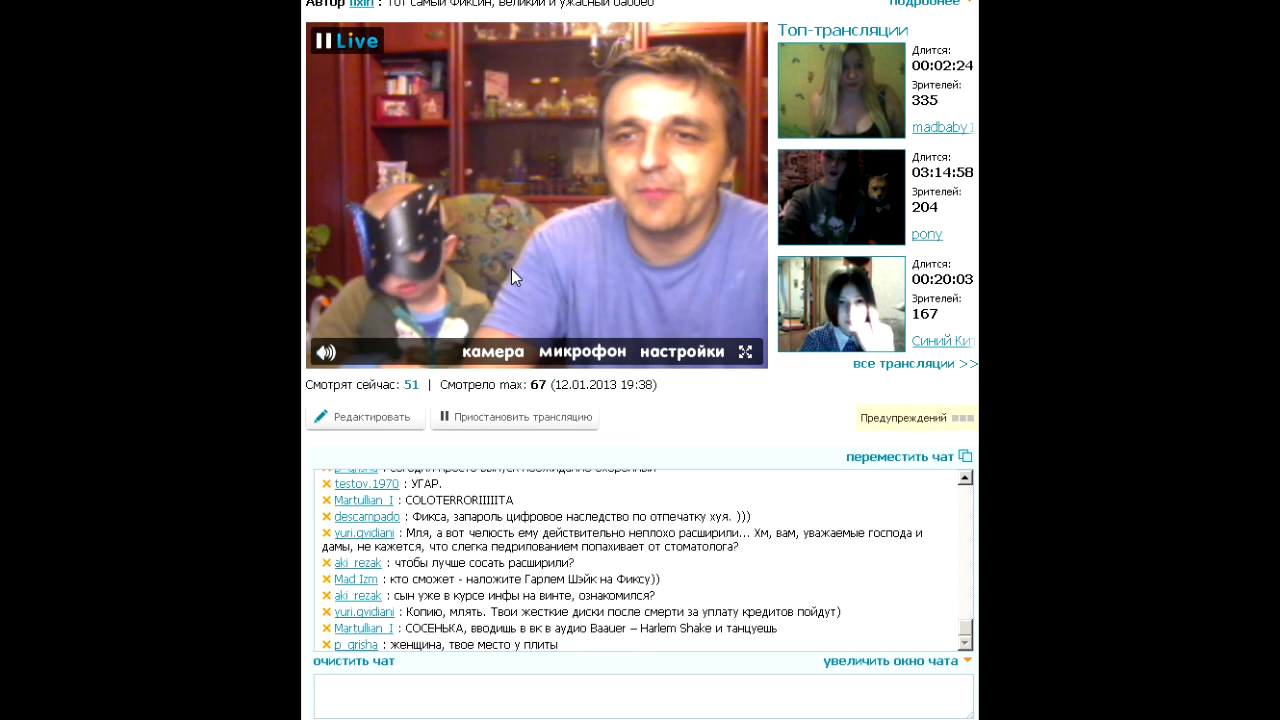 Автор fixin : Тот самый Фиксин, великий и ужасный
подробнее
Live
камера микрофон настройки
Топ-трансляции
Длится:
00:02:24
Зрителей:
335
madbaby1
Длится:
03:14:58
Зрителей:
204
pony
Длится:
00:20:03
Зрителей:
167
Синий Ки
все трансляции >>
Смотрят сейчас: 51 | Смотрело max: 67 (12.01.2013 19:38)
Редактировать Приостановить трансляцию
Предупреждений
переместить чат
p_grisha : сегодня просто выпуск неожиданно охоронный
testov.1970 : УГАР.
Martullian_I : COLOTERRORIIIIITA
descampado : Фикса, запароль цифровое наследство по отпечатку хуя. )))
yuri.gvidiani : Мля, а вот челюсть ему действительно неплохо расширили... Хм, вам, уважаемые господа и
дамы, не кажется, что слегка педрилованием попахивает от стоматолога?
aki_rezak : чтобы лучше сосать расширили?
Mad Izm : кто сможет - наложите Гарлем Шэйк на Фиксу))
aki_rezak : сын уже в курсе инфы на винте, ознакомился?
yuri.gvidiani : Копию, млять. Твои жесткие диски после смерти за уплату кредитов пойдут)
Martullian_I : СОСЕНЬКА, вводишь в вк в аудио Baauer – Harlem Shake и танцуешь
p_grisha : женщина, твое место у плиты
очистить чат
увеличить окно чата